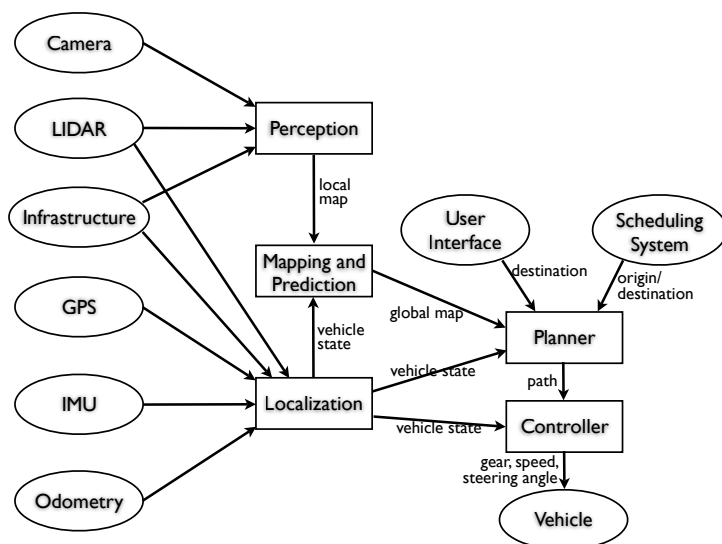 Camera
LIDAR
Perception
local
map
Infrastructure
User
Interface
Scheduling
System
Mapping and
Prediction
destination
origin/
destination
GPS
global map
vehicle
state
Planner
vehicle state
path
IMU
Localization
vehicle state
Controller
gear, speed,
steering angle
Odometry
Vehicle